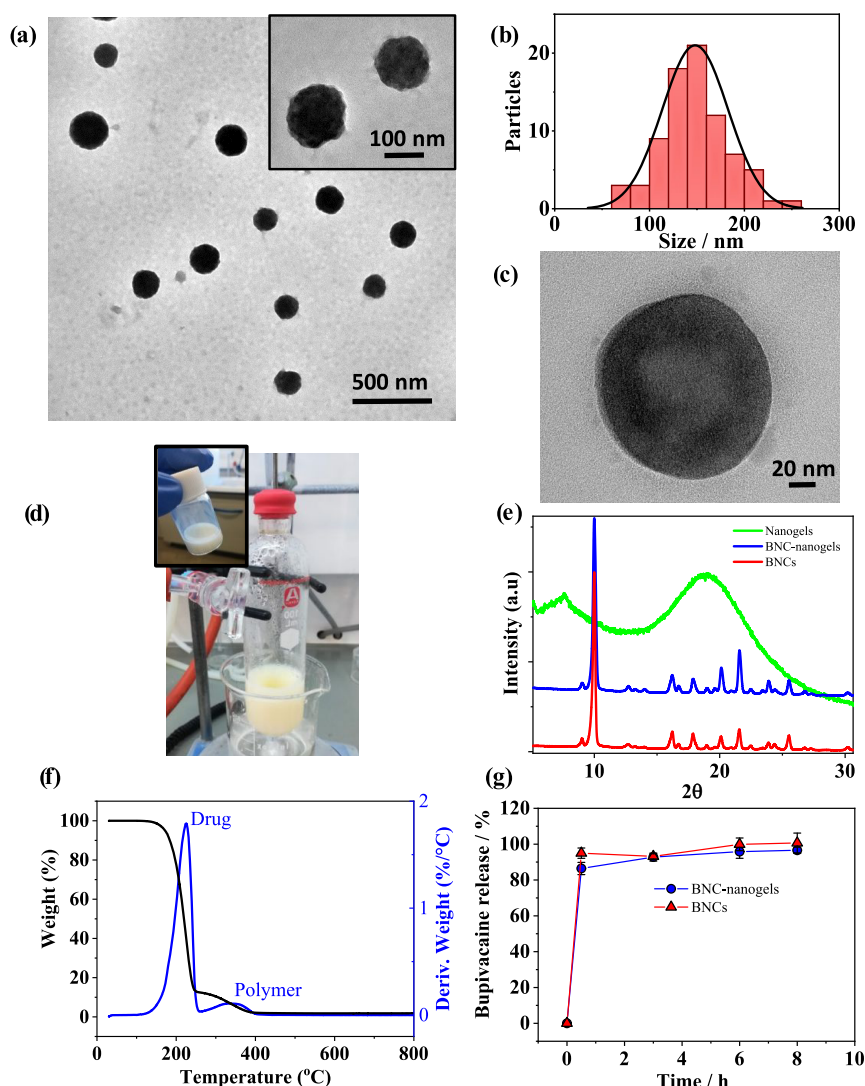 (a)
100 nm
500 nm
(b)
Particles
20
10
0
0
100
200
300
Size / nm
(c)
20 nm
(d)
(e)
Nanogels
BNC-nanogels
BNCs
Intensity (a.u)
10
20
30
2θ
(f)
100
80
60
40
20
0
Weight (%)
Drug
Polymer
2
1
0
Deriv. Weight (%/°C)
0
200
400
600
800
Temperature (°C)
(g)
120
100
80
60
40
20
0
Bupivacaine release / %
BNC-nanogels
BNCs
0
2
4
6
8
10
Time / h